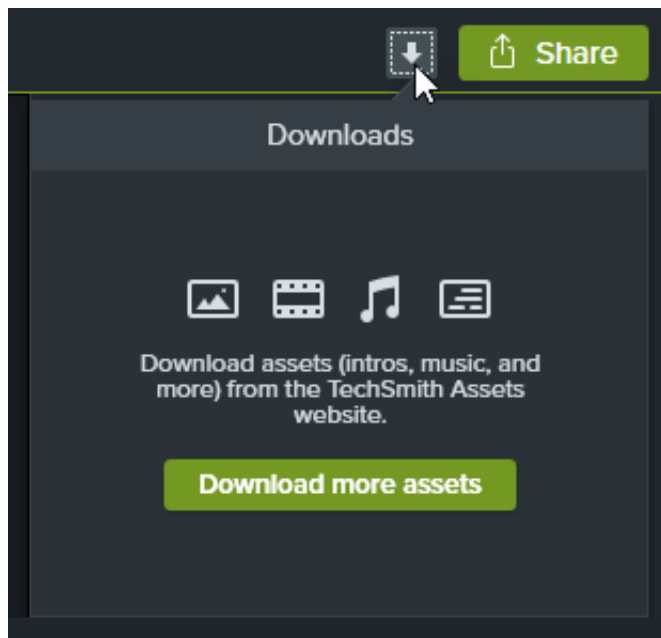 Share
Downloads
Download assets (intros, music, and
more) from the TechSmith Assets
website.
Download more assets